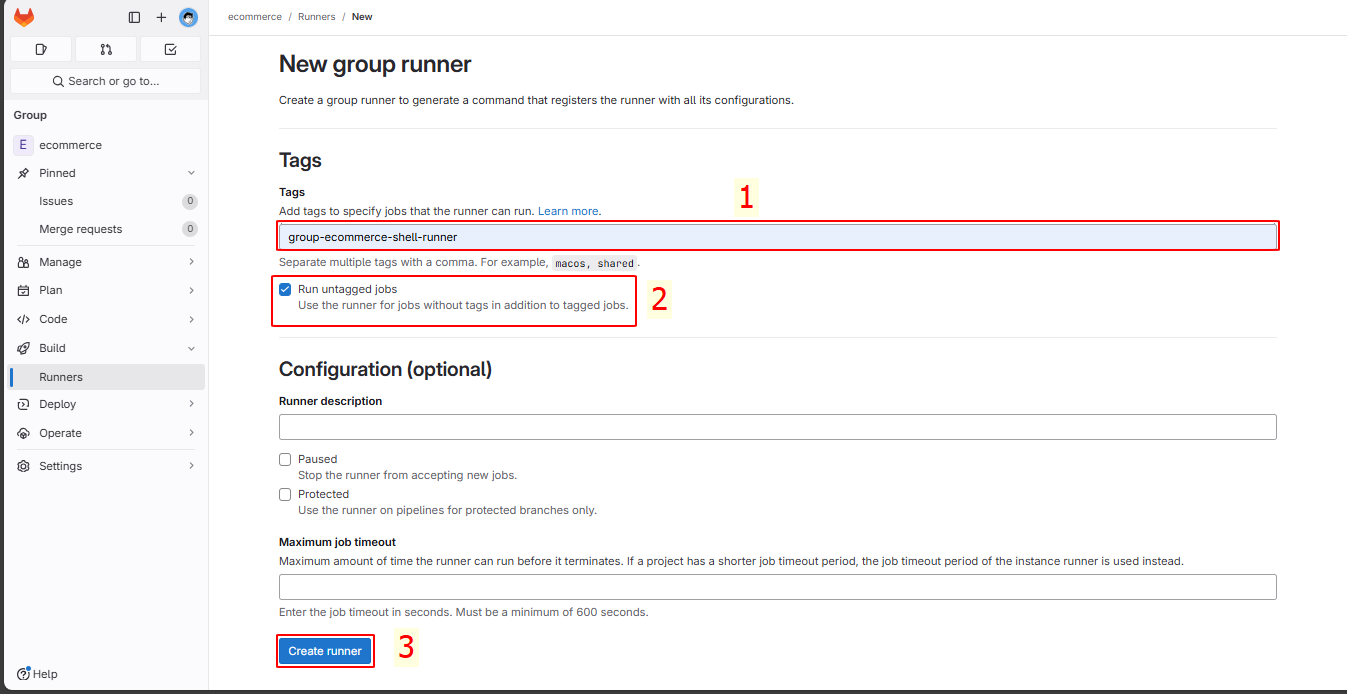 ecommerce / Runners / New
Search or go to...
Group
E ecommerce
Pinned
Issues 0
Merge requests 0
Manage
Plan
Code
Build
Runners
Deploy
Operate
Settings
Help
New group runner
Create a group runner to generate a command that registers the runner with all its configurations.
Tags
Tags
1
Add tags to specify jobs that the runner can run. Learn more.
group-ecommerce-shell-runner
Separate multiple tags with a comma. For example, macos, shared.
Run untagged jobs
Use the runner for jobs without tags in addition to tagged jobs.
2
Configuration (optional)
Runner description
Paused
Stop the runner from accepting new jobs.
Protected
Use the runner on pipelines for protected branches only.
Maximum job timeout
Maximum amount of time the runner can run before it terminates. If a project has a shorter job timeout period, the job timeout period of the instance runner is used instead.
Enter the job timeout in seconds. Must be a minimum of 600 seconds.
Create runner
3